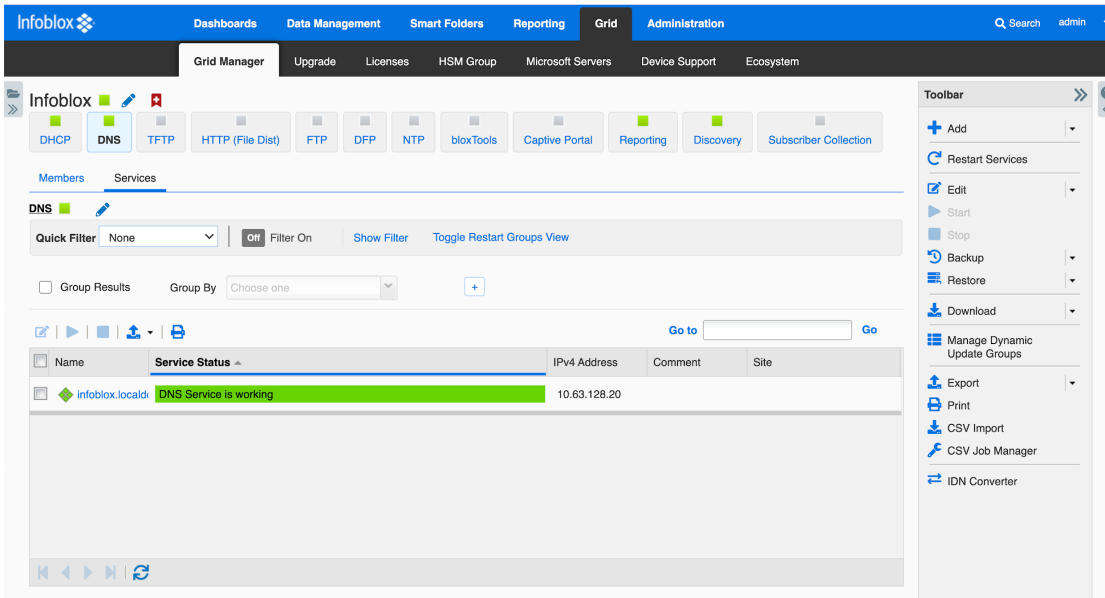 Infoblox Dashboards Data Management Smart Folders Reporting Grid Administration Search admin
Grid Manager Upgrade Licenses HSM Group Microsoft Servers Device Support Ecosystem
Infoblox
DHCP DNS TFTP HTTP (File Dist) FTP DFP NTP bloxTools Captive Portal Reporting Discovery Subscriber Collection
Members Services
DNS
Quick Filter None Off Filter On Show Filter Toggle Restart Groups View
Group Results Group By Choose one +
Go to Go
Name Service Status IPv4 Address Comment Site
infoblox.localdo DNS Service is working 10.63.128.20
Toolbar
Add
Restart Services
Edit
Start
Stop
Backup
Restore
Download
Manage Dynamic
Update Groups
Export
Print
CSV Import
CSV Job Manager
IDN Converter